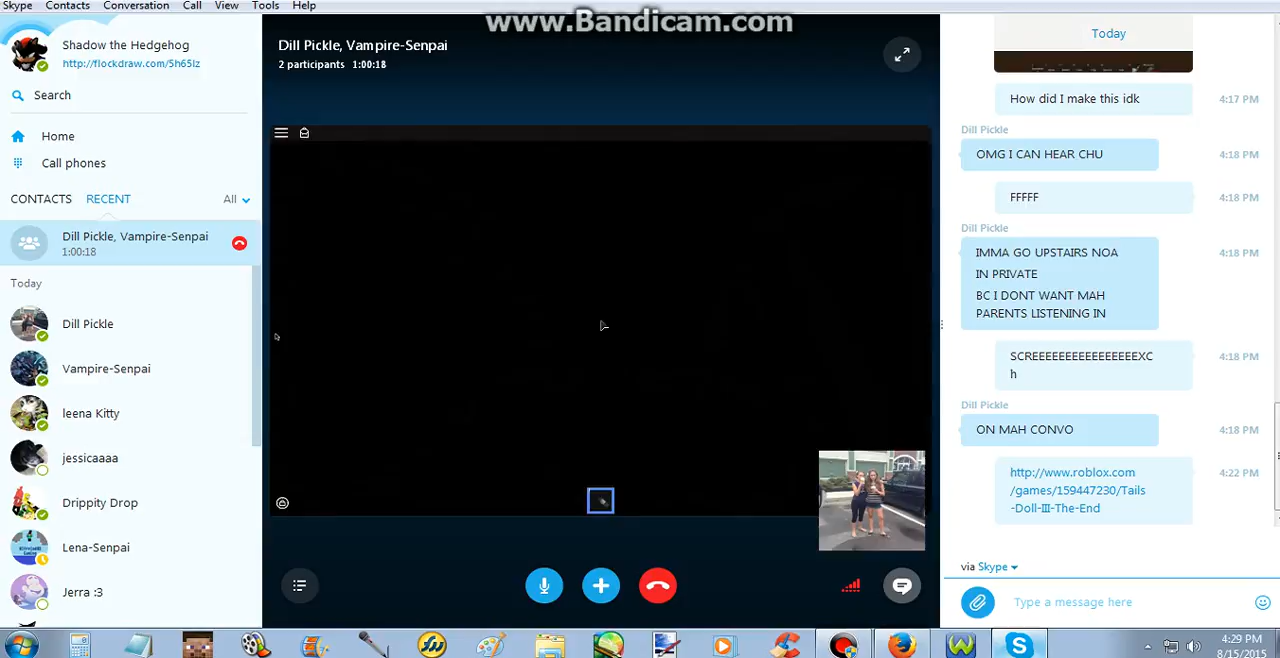 www.Bandicam.com
Skype Contacts Conversation Call View Tools Help
Shadow the Hedgehog
http://flockdraw.com/5h65lz
Search
Home
Call phones
CONTACTS RECENT All
Dill Pickle, Vampire-Senpai
1:00:18
Today
Dill Pickle
Vampire-Senpai
leena Kitty
jessicaaaa
Drippity Drop
Lena-Senpai
Jerra :3
Dill Pickle, Vampire-Senpai
2 participants 1:00:18
Today
How did I make this idk
4:17 PM
Dill Pickle
OMG I CAN HEAR CHU
4:18 PM
FFFFF
4:18 PM
Dill Pickle
IMMA GO UPSTAIRS NOA
4:18 PM
IN PRIVATE
BC I DONT WANT MAH
PARENTS LISTENING IN
SCREEEEEEEEEEEEEEEEXC
h
4:18 PM
Dill Pickle
ON MAH CONVO
4:18 PM
http://www.roblox.com
/games/159447230/Tails
-Doll-III-The-End
4:22 PM
via Skype
Type a message here
4:29 PM
8/15/2015